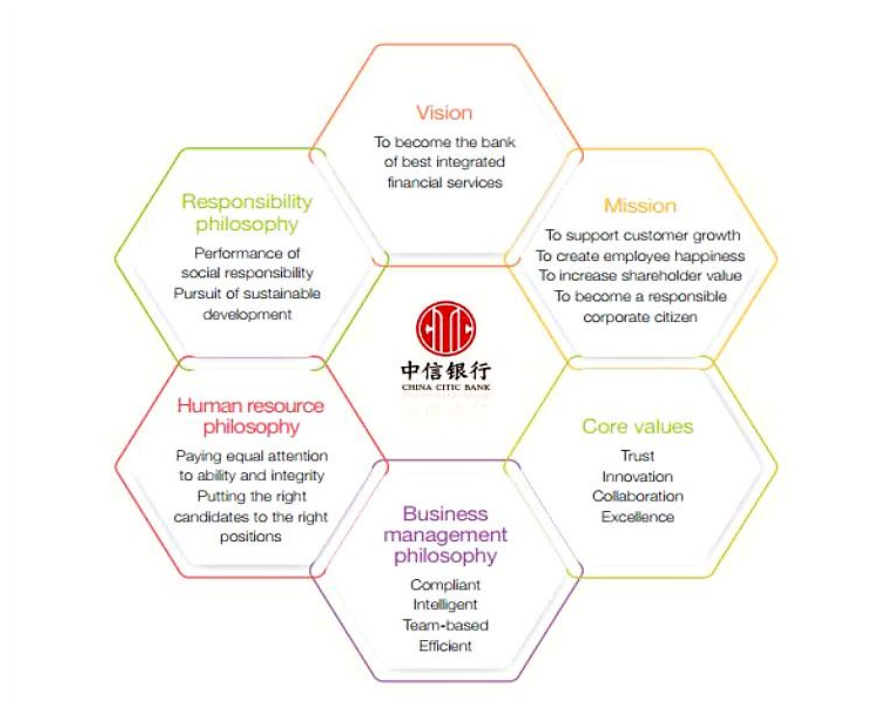 Vision
To become the bank
of best integrated
financial services
Responsibility
philosophy
Performance of
social responsibility
Pursuit of sustainable
development
Mission
To support customer growth
To create employee happiness
To increase shareholder value
To become a responsible
corporate citizen
中信银行
CHINA CITIC BANK
Human resource
philosophy
Paying equal attention
to ability and integrity
Putting the right
candidates to the right
positions
Core values
Trust
Innovation
Collaboration
Excellence
Business
management
philosophy
Compliant
Intelligent
Team-based
Efficient